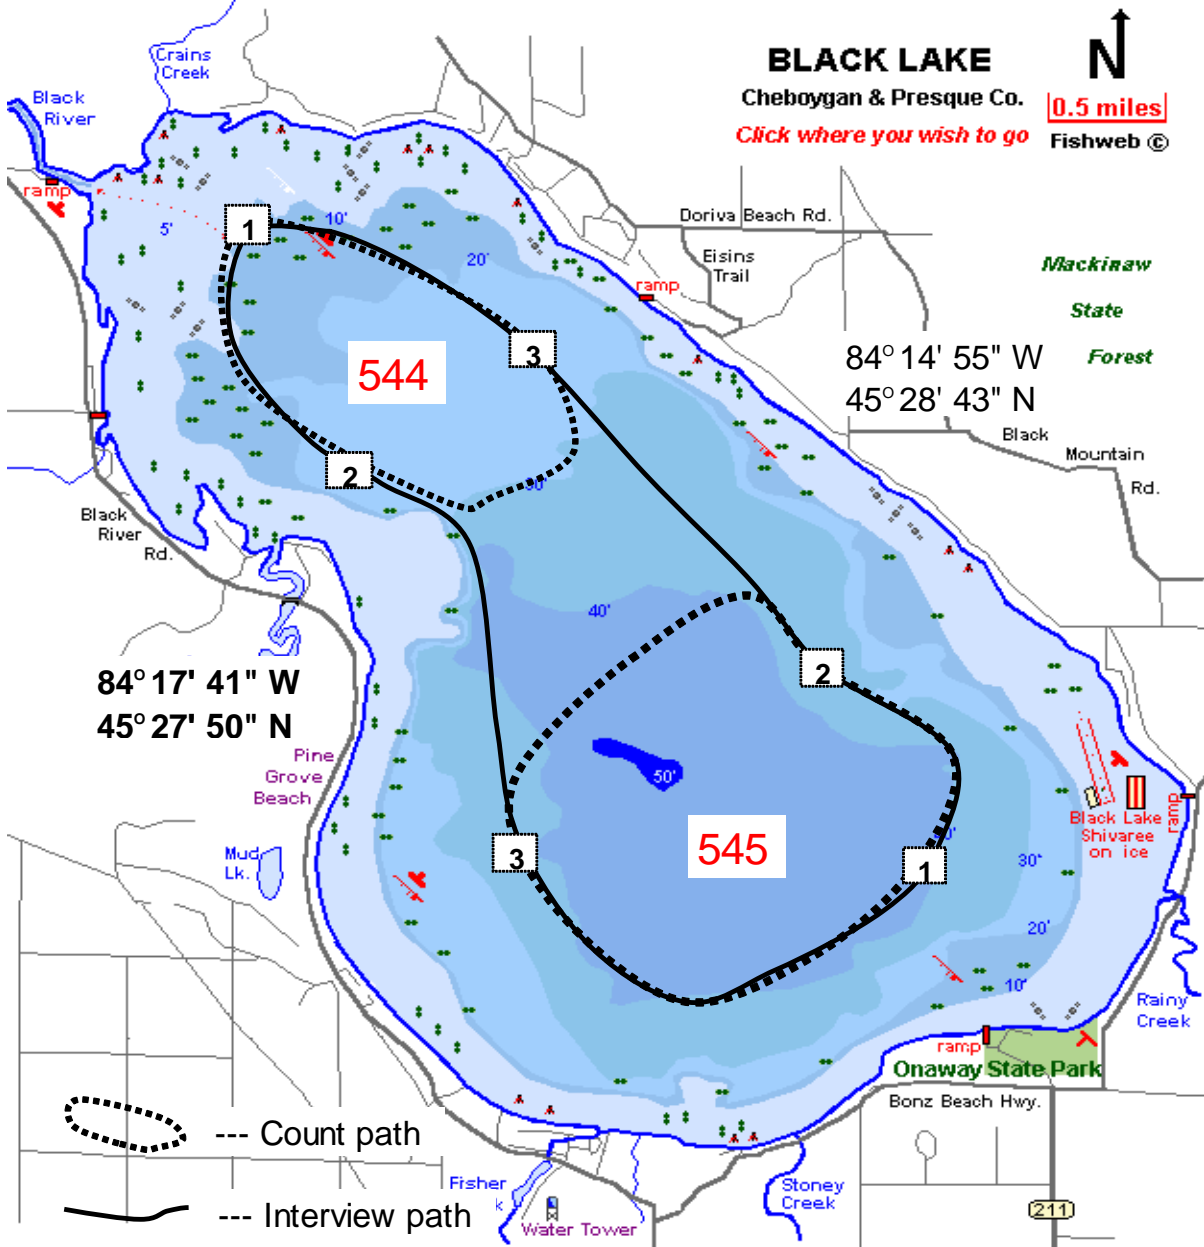 BLACK LAKE
Cheboygan & Presque Co.
Click where you wish to go
N
0.5 miles
Fishweb ©
Crains
Creek
Black
River
ramp
5'
1
10'
20'
Doriva Beach Rd.
Eisins
Trail
ramp
Mackinaw
State
Forest
3
544
84° 14' 55" W
45° 28' 43" N
2
Black
Mountain
Rd.
Black
River
Rd.
40'
84° 17' 41" W
45° 27' 50" N
2
Pine
Grove
Beach
50'
ramp
Black Lake
Shivaree
on ice
Mud
Lk.
3
545
1
30'
20'
10'
Rainy
Creek
ramp
Onaway State Park
Bonz Beach Hwy.
--- Count path
Fisher
Stoney
Creek
211
--- Interview path
Water Tower